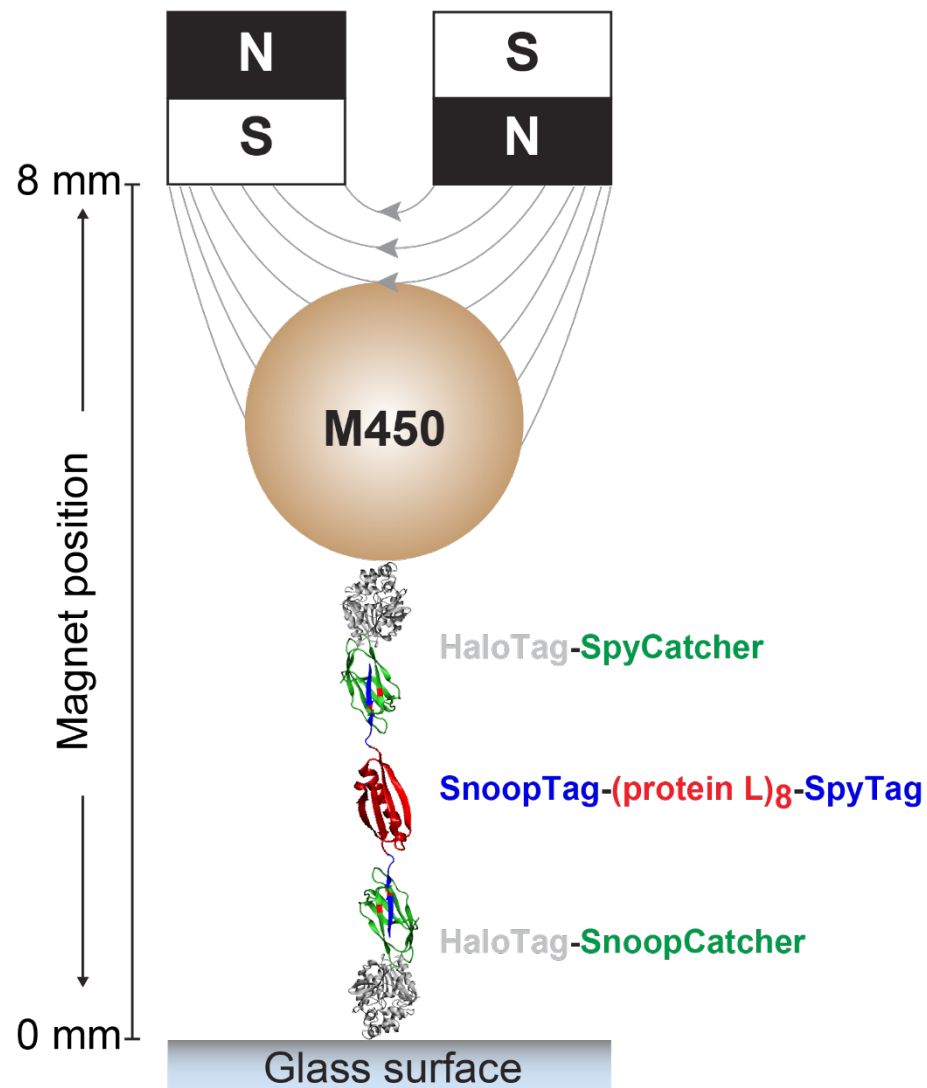 N
S
S
N
8 mm
M450
Magnet position
HaloTag-SpyCatcher
SnoopTag-(protein L)8-SpyTag
HaloTag-SnoopCatcher
0 mm
Glass surface